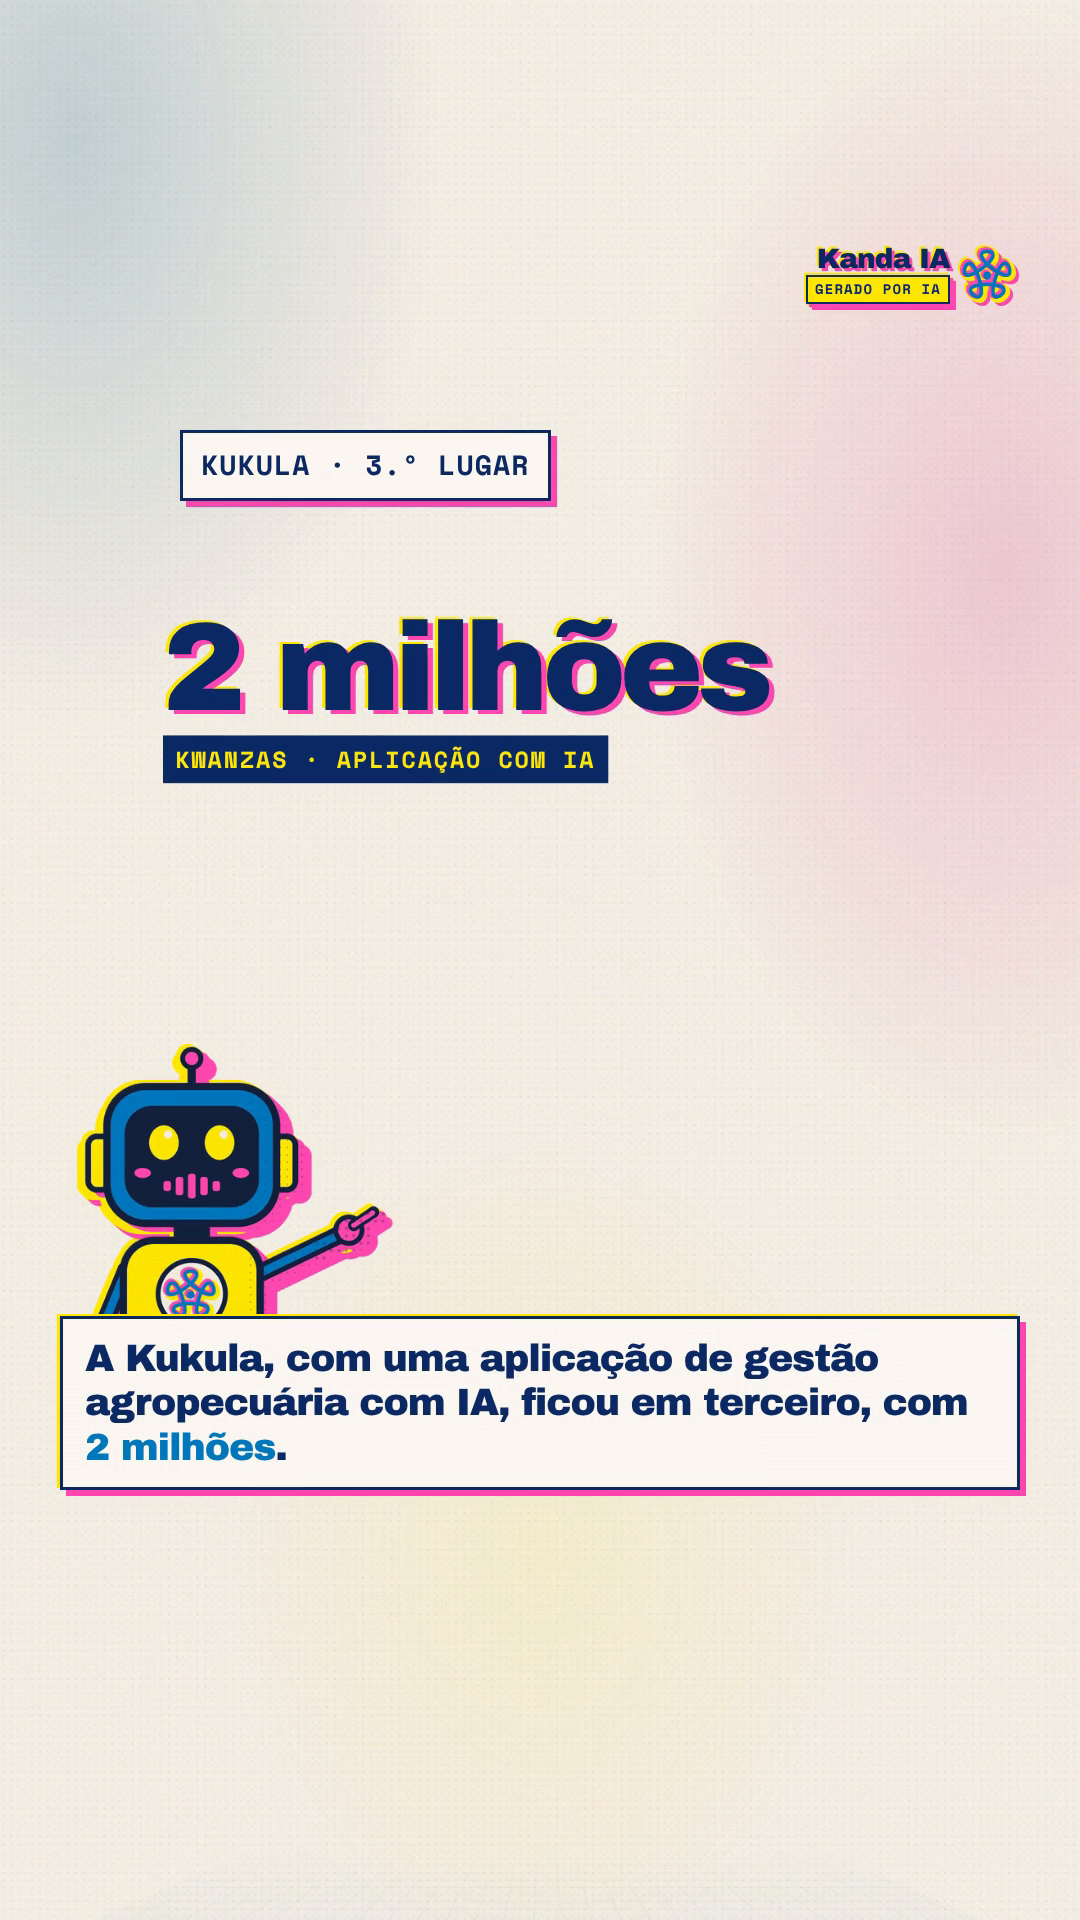 Kanda IA
GERADO POR IA
KUKULA · 3.º LUGAR
2 milhões
KWANZAS · APLICAÇÃO COM IA
A Kukula, com uma aplicação de gestão
agropecuária com IA, ficou em terceiro, com
2 milhões.